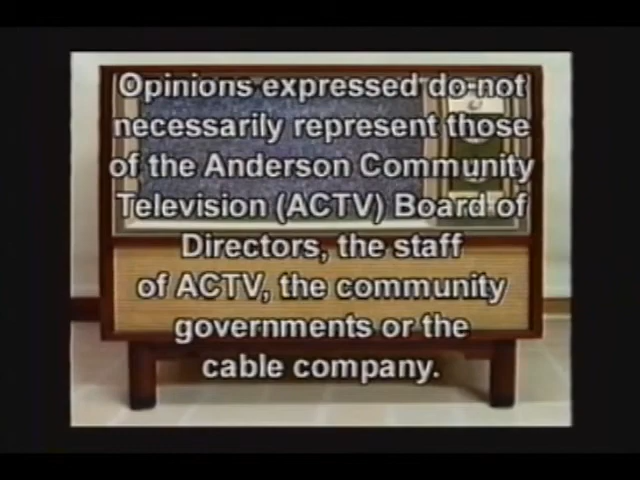 Opinions expressed do not
necessarily represent those
of the Anderson Community
Television (ACTV) Board of
Directors, the staff
of ACTV, the community
governments or the
cable company.